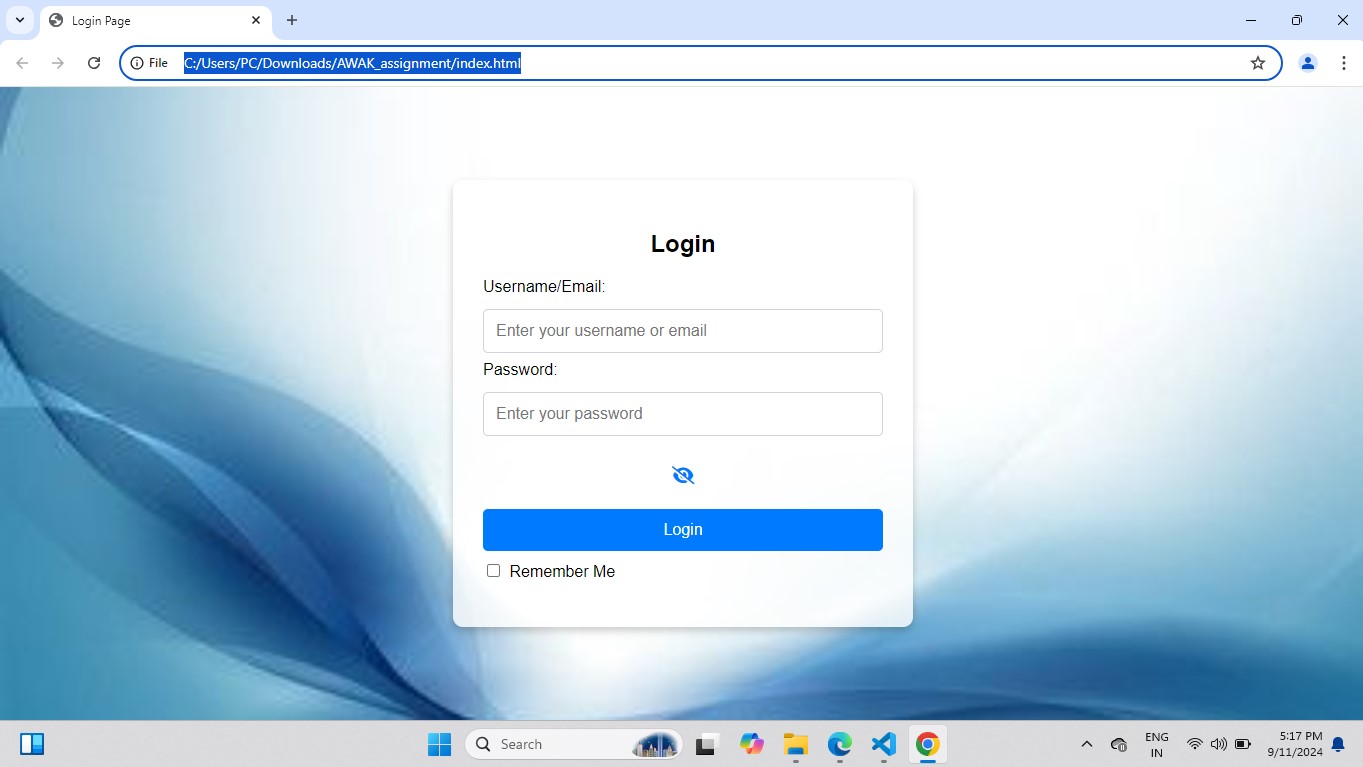 Login Page
File C:/Users/PC/Downloads/AWAK_assignment/index.html
Login
Username/Email:
Enter your username or email
Password:
Enter your password
Login
Remember Me
Search
ENG
IN
5:17 PM
9/11/2024